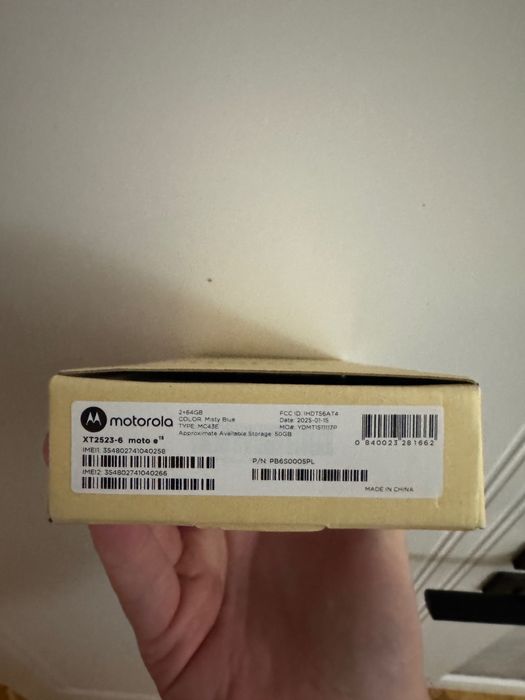 motorola
2+64GB
COLOR: Misty Blue
TYPE: MC43E
Approximate Available Storage: 50GB
FCC ID: IHDT56AT4
Date: 2025-01-15
MO#: YDMT1511117P
0 840023 281662
XT2523-6 moto e15
IMEI1: 354802741040258
IMEI2: 354802741040266
P/N: PB6S0005PL
MADE IN CHINA